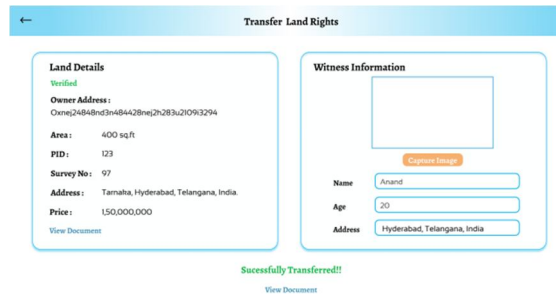 ← Transfer Land Rights
Land Details
Verified
Owner Address :
Oxnej24848nd3n484428nej2h283u2109i3294
Area : 400 sq.ft
PID : 123
Survey No : 97
Address : Tarnaka, Hyderabad, Telangana, India.
Price : 1,50,000,000
View Document
Witness Information
Capture Image
Name Anand
Age 20
Address Hyderabad, Telangana, India
Sucessfully Transferred!!
View Document